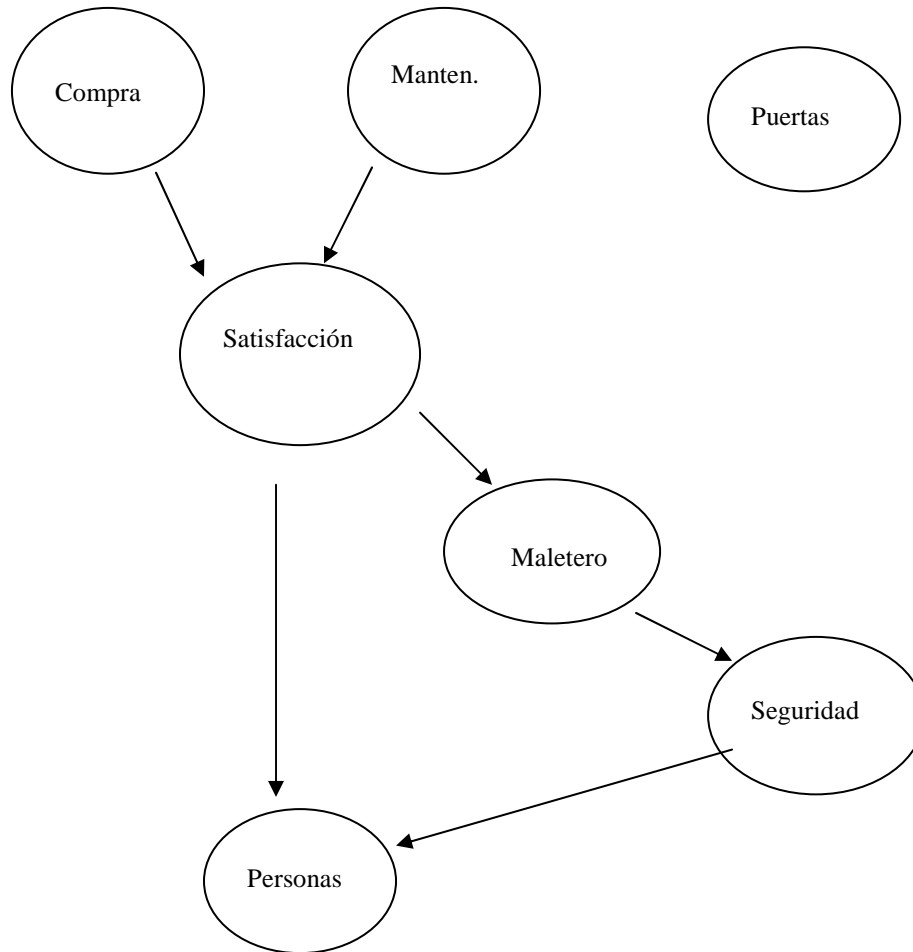 Compra
Manten.
Puertas
Satisfacción
Maletero
Seguridad
Personas